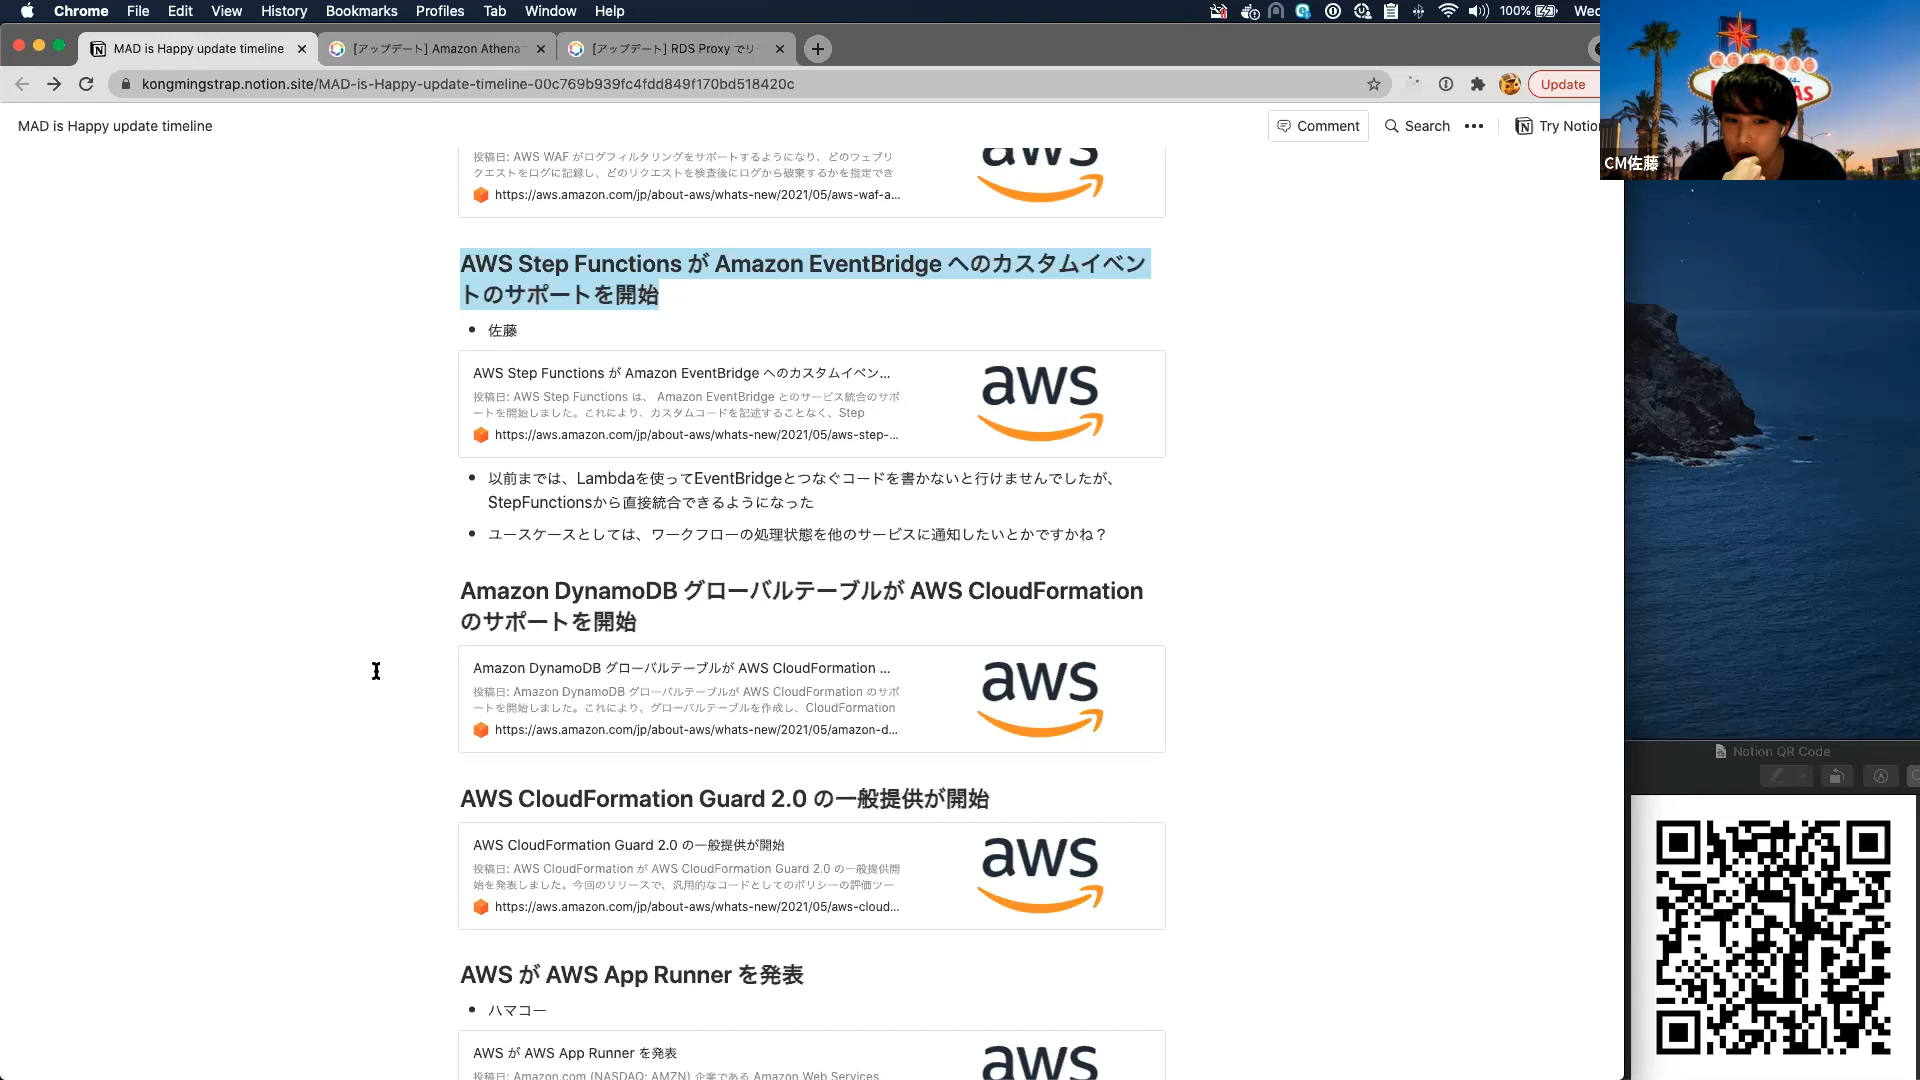 Chrome File Edit View History Bookmarks Profiles Tab Window Help
100%
MAD is Happy update timeline
[アップデート] Amazon Athena
[アップデート] RDS Proxy でリ
kongmingstrap.notion.site/MAD-is-Happy-update-timeline-00c769b939fc4fdd849f170bd518420c
Update
MAD is Happy update timeline
Comment
Search
CM佐藤
投稿日: AWS WAF がログフィルタリングをサポートするようになり、どのウェブリ
クエストをログに記録し、どのリクエストを検査後にログから破棄するかを指定でき
https://aws.amazon.com/jp/about-aws/whats-new/2021/05/aws-waf-a...
AWS Step Functions が Amazon EventBridge へのカスタムイベン
トのサポートを開始
佐藤
AWS Step Functions が Amazon EventBridge へのカスタムイベン...
投稿日: AWS Step Functions は、 Amazon EventBridge とのサービス統合のサポ
ートを開始しました。これにより、カスタムコードを記述することなく、Step
https://aws.amazon.com/jp/about-aws/whats-new/2021/05/aws-step-...
aws
以前までは、Lambdaを使ってEventBridgeとつなぐコードを書かないと行けませんでしたが、
StepFunctionsから直接統合できるようになった
ユースケースとしては、ワークフローの処理状態を他のサービスに通知したいとかですかね？
Amazon DynamoDB グローバルテーブルが AWS CloudFormation
のサポートを開始
Amazon DynamoDB グローバルテーブルが AWS CloudFormation ...
投稿日: Amazon DynamoDB グローバルテーブルが AWS CloudFormation のサポ
ートを開始しました。これにより、グローバルテーブルを作成し、CloudFormation
https://aws.amazon.com/jp/about-aws/whats-new/2021/05/amazon-d...
aws
Notion QR Code
AWS CloudFormation Guard 2.0 の一般提供が開始
AWS CloudFormation Guard 2.0 の一般提供が開始
投稿日: AWS CloudFormation が AWS CloudFormation Guard 2.0 の一般提供開
始を発表しました。今回のリリースで、汎用的なコードとしてのポリシーの評価ツー
https://aws.amazon.com/jp/about-aws/whats-new/2021/05/aws-cloud...
aws
AWS が AWS App Runner を発表
ハマコー
AWS が AWS App Runner を発表
投稿日: Amazon.com (NASDAQ: AMZN) 企業である Amazon Web Services,
aws